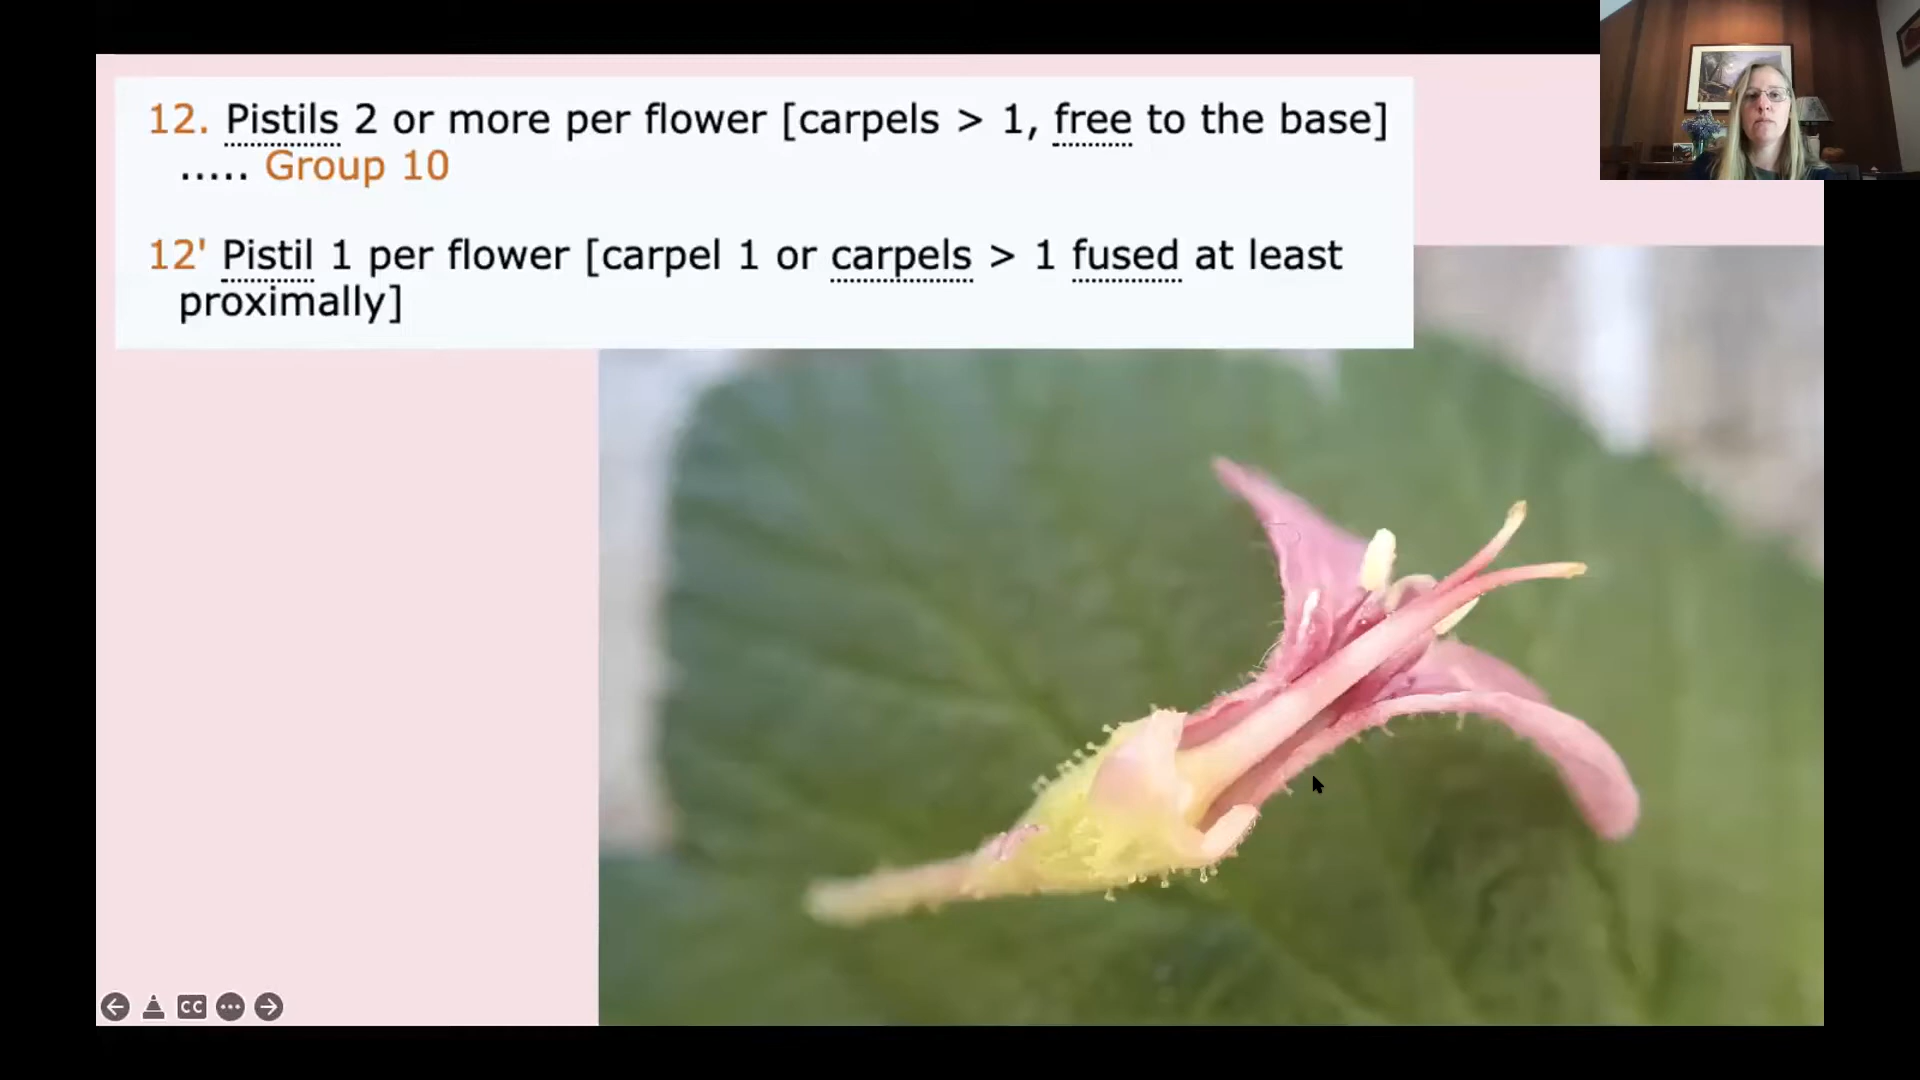 12. Pistils 2 or more per flower [carpels > 1, free to the base]
..... Group 10
12' Pistil 1 per flower [carpel 1 or carpels > 1 fused at least
proximally]
CC